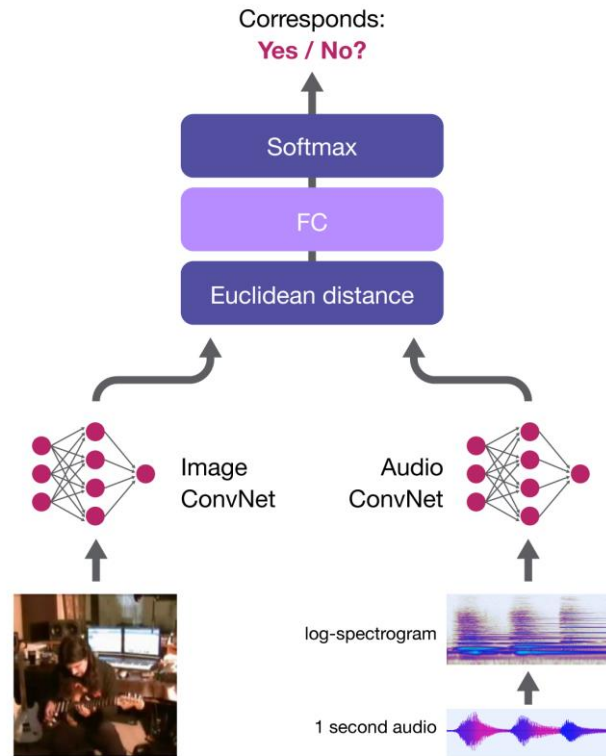 Corresponds:
Yes / No?
Softmax
FC
Euclidean distance
Image
ConvNet
Audio
ConvNet
log-spectrogram
1 second audio